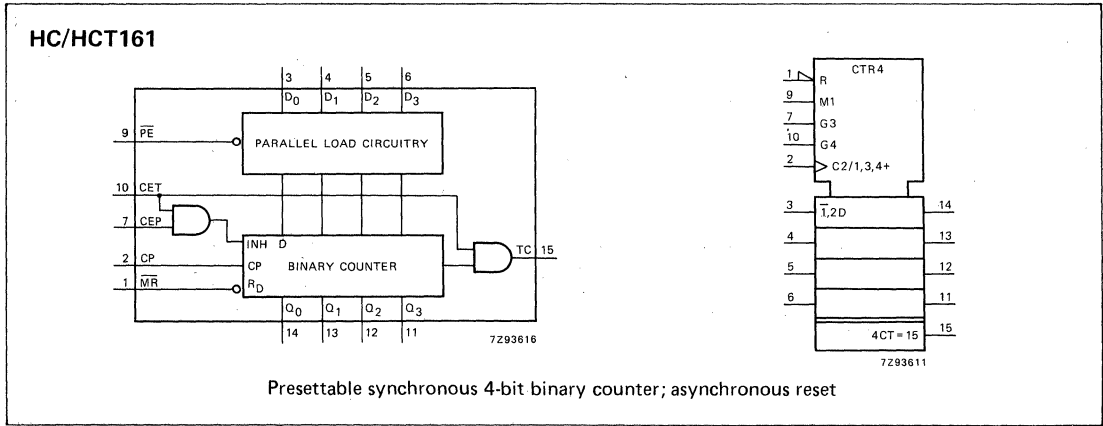 HC/HCT161
3 4 5 6
D0 D1 D2 D3
9 P̅E̅
PARALLEL LOAD CIRCUITRY
10 CET
7 CEP
INH D
2 CP
CP BINARY COUNTER
TC 15
1 M̅R̅
RD
Q0 Q1 Q2 Q3
14 13 12 11
7Z93616
CTR4
1 R
9 M1
7 G3
10 G4
2 C2/1,3,4+
3 1̅,2D 14
4 13
5 12
6 11
4CT=15 15
7Z93611
Presettable synchronous 4-bit binary counter; asynchronous reset